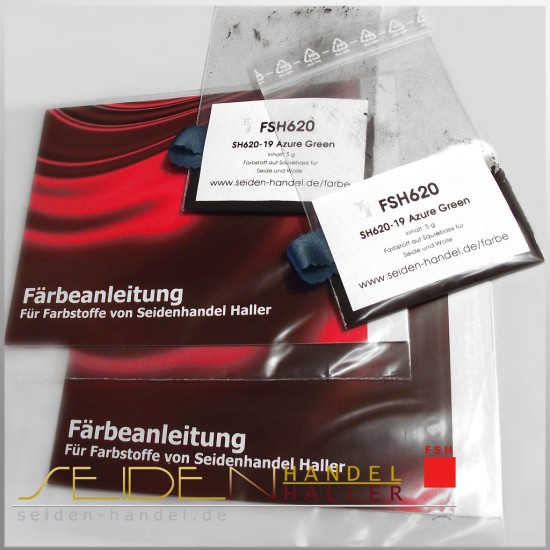 FSH620
SH620-19 Azure Green
Inhalt: 5 g
Farbstoff auf Säurebasis für
Seide und Wolle
www.seiden-handel.de/farbe
FSH620
SH620-19 Azure Green
Inhalt: 5 g
Farbstoff auf Säurebasis für
Seide und Wolle
www.seiden-handel.de/farbe
Färbeanleitung
Für Farbstoffe von Seidenhandel Haller
Färbeanleitung
Für Farbstoffe von Seidenhandel Haller
FSH
SEIDENHANDEL
HALLER
seiden-handel.de